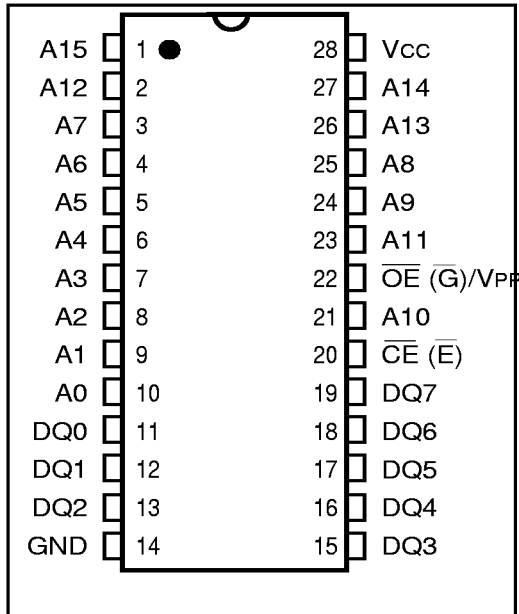 A15 1 28 Vcc
A12 2 27 A14
A7 3 26 A13
A6 4 25 A8
A5 5 24 A9
A4 6 23 A11
A3 7 22 O̅E̅ (G̅)/VPP
A2 8 21 A10
A1 9 20 C̅E̅ (E̅)
A0 10 19 DQ7
DQ0 11 18 DQ6
DQ1 12 17 DQ5
DQ2 13 16 DQ4
GND 14 15 DQ3